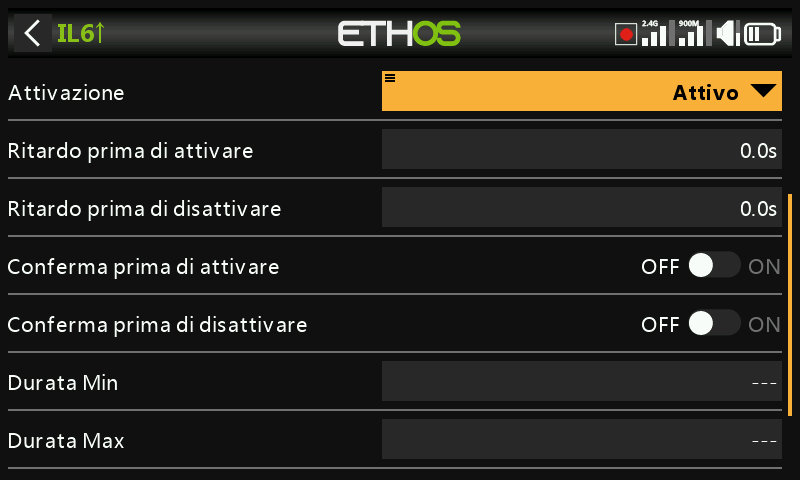 IL6↑ ETHOS 2.4G 900M
Attivazione Attivo
Ritardo prima di attivare 0.0s
Ritardo prima di disattivare 0.0s
Conferma prima di attivare OFF ON
Conferma prima di disattivare OFF ON
Durata Min ---
Durata Max ---